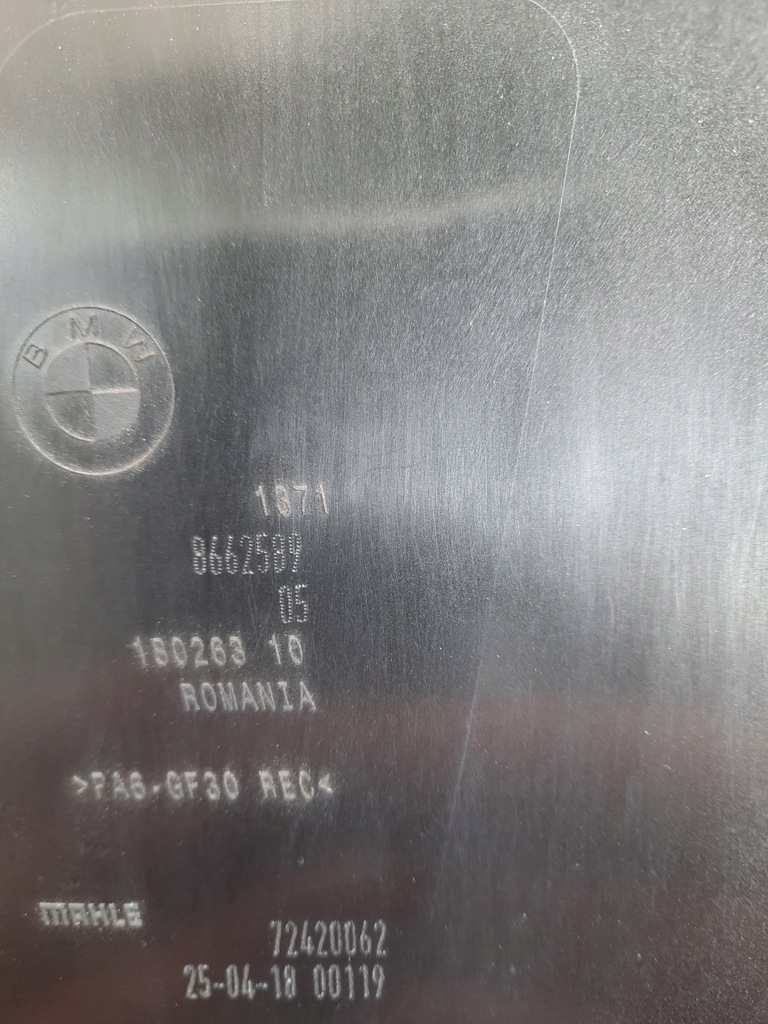 BMW
1871
8662589
05
180263 10
ROMANIA
>PA6-GF30 REC<
MAHLE
72420062
25-04-18 00119